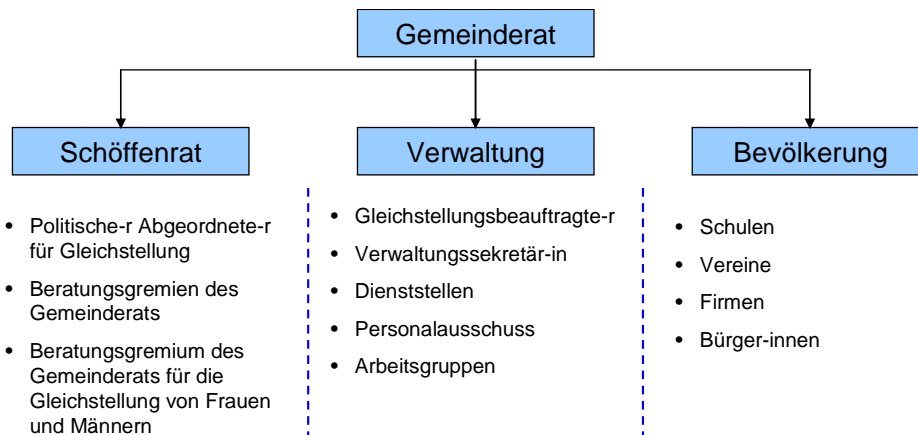 Gemeinderat
Schöffenrat
Verwaltung
Bevölkerung
• Politische-r Abgeordnete-r
für Gleichstellung
• Beratungsgremien des
Gemeinderats
• Beratungsgremium des
Gemeinderats für die
Gleichstellung von Frauen
und Männern
• Gleichstellungsbeauftragte-r
• Verwaltungssekretär-in
• Dienststellen
• Personalausschuss
• Arbeitsgruppen
• Schulen
• Vereine
• Firmen
• Bürger-innen